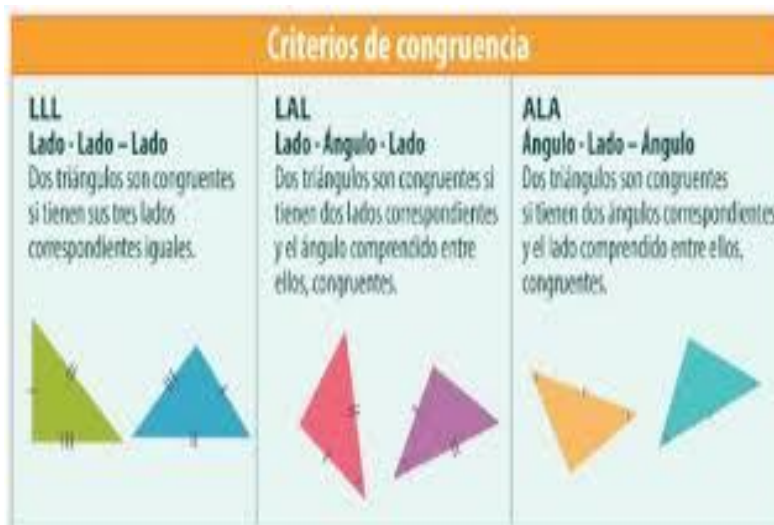 Criterios de congruencia
LLL
Lado - Lado – Lado
Dos triángulos son congruentes
si tienen sus tres lados
correspondientes iguales.
LAL
Lado - Ángulo - Lado
Dos triángulos son congruentes si
tienen dos lados correspondientes
y el ángulo comprendido entre
ellos, congruentes.
ALA
Ángulo - Lado – Ángulo
Dos triángulos son congruentes
si tienen dos ángulos correspondientes
y el lado comprendido entre ellos,
congruentes.